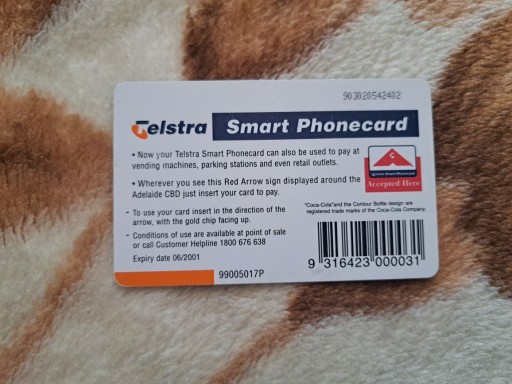 903020542402
Telstra Smart Phonecard
• Now your Telstra Smart Phonecard can also be used to pay at
vending machines, parking stations and even retail outlets.
• Wherever you see this Red Arrow sign displayed around the
Adelaide CBD just insert your card to pay.
Accepted Here
- To use your card insert in the direction of the
arrow, with the gold chip facing up.
- Conditions of use are available at point of sale
or call Customer Helpline 1800 676 638
Expiry date 06/2001
"Coca-Cola"and the Contour Bottle design are
registered trade marks of the Coca-Cola Company.
9 316423 000031
99005017P